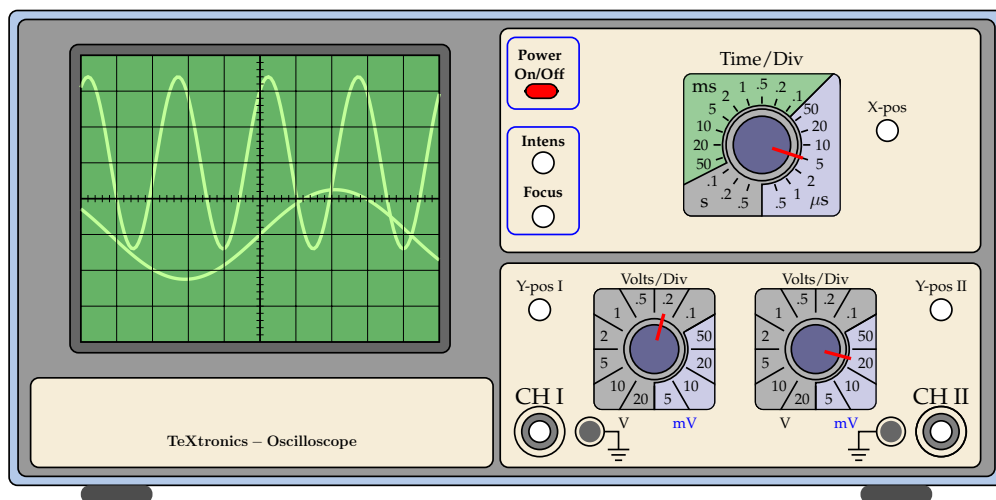 Power
On/Off
Intens
Focus
Time/Div
ms
2 1 .5 .2 .1
5 50
10 20
20 10
50 5
.1 2
.2 .5 .5 1
s μs
X-pos
Y-pos I
Volts/Div
.5 .2
1 .1
2 50
5 20
10 10
20 5
V mV
CH I
Volts/Div
.5 .2
1 .1
2 50
5 20
10 10
20 5
V mV
Y-pos II
CH II
TeXtronics – Oscilloscope